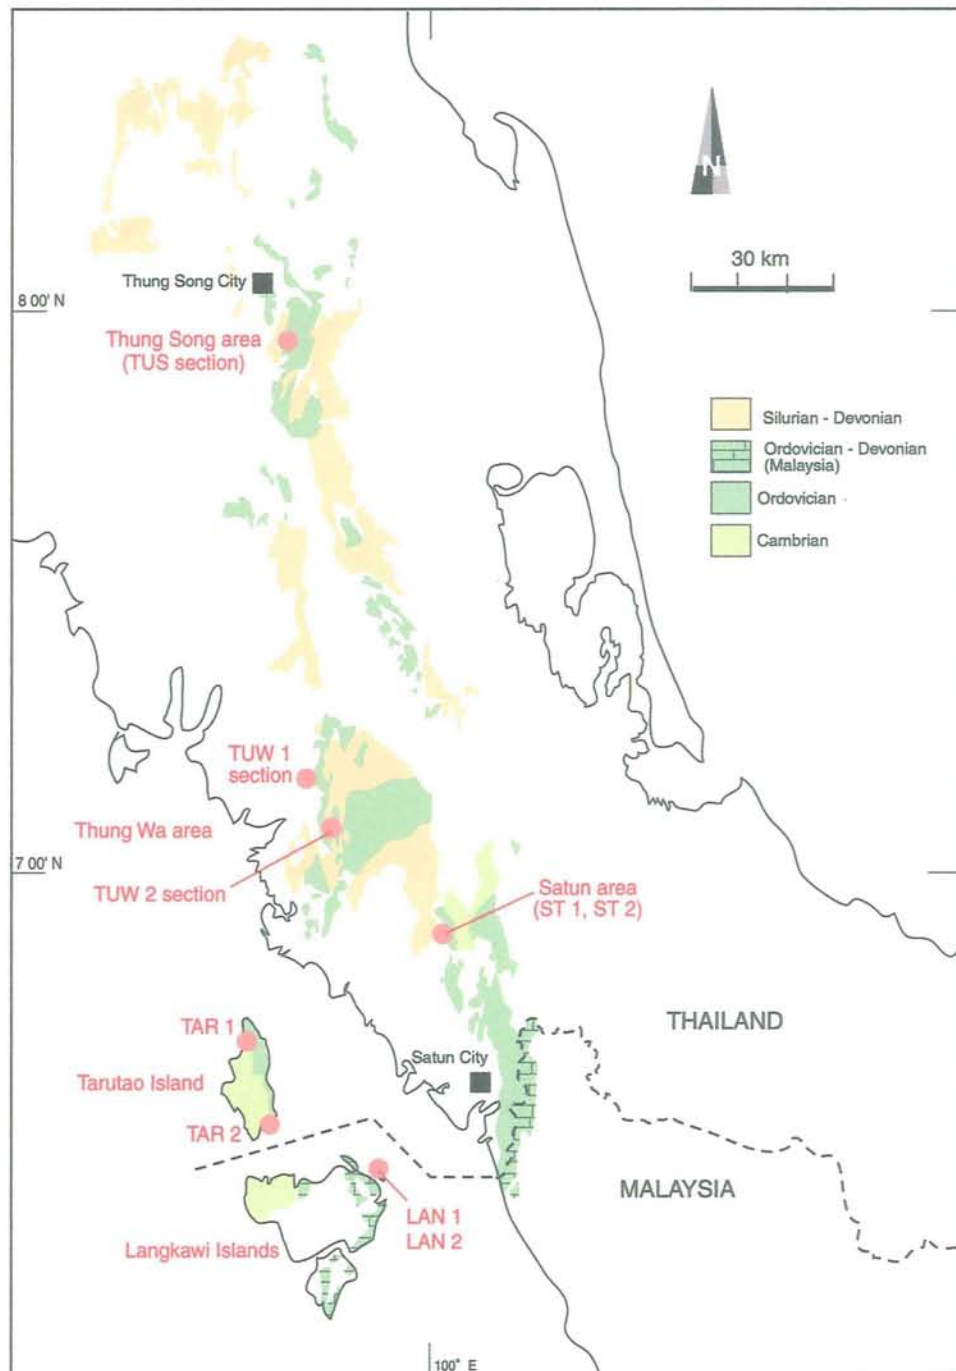 N
30 km
Thung Song City
8 00' N
Thung Song area
(TUS section)
Silurian - Devonian
Ordovician - Devonian
(Malaysia)
Ordovician
Cambrian
TUW 1
section
Thung Wa area
7 00' N
TUW 2 section
Satun area
(ST 1, ST 2)
THAILAND
TAR 1
Satun City
Tarutao Island
TAR 2
MALAYSIA
LAN 1
LAN 2
Langkawi Islands
100° E